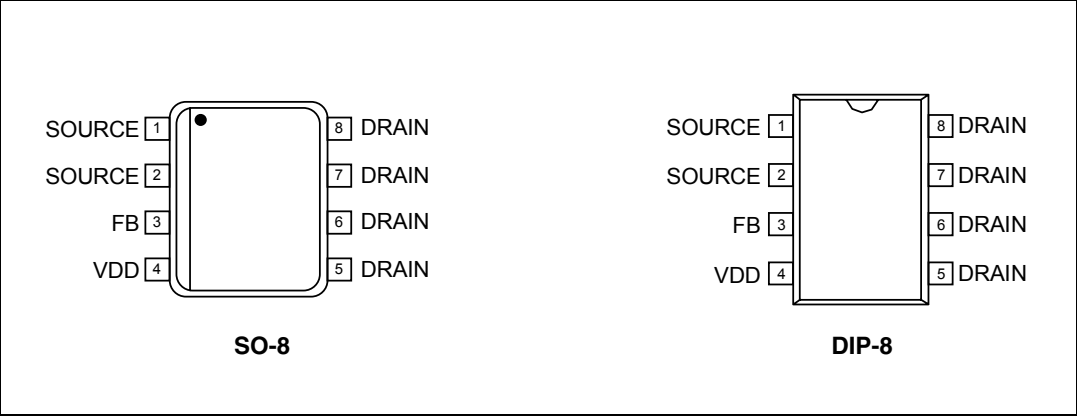 SOURCE 1 8 DRAIN
SOURCE 2 7 DRAIN
FB 3 6 DRAIN
VDD 4 5 DRAIN
SO-8
SOURCE 1 8 DRAIN
SOURCE 2 7 DRAIN
FB 3 6 DRAIN
VDD 4 5 DRAIN
DIP-8